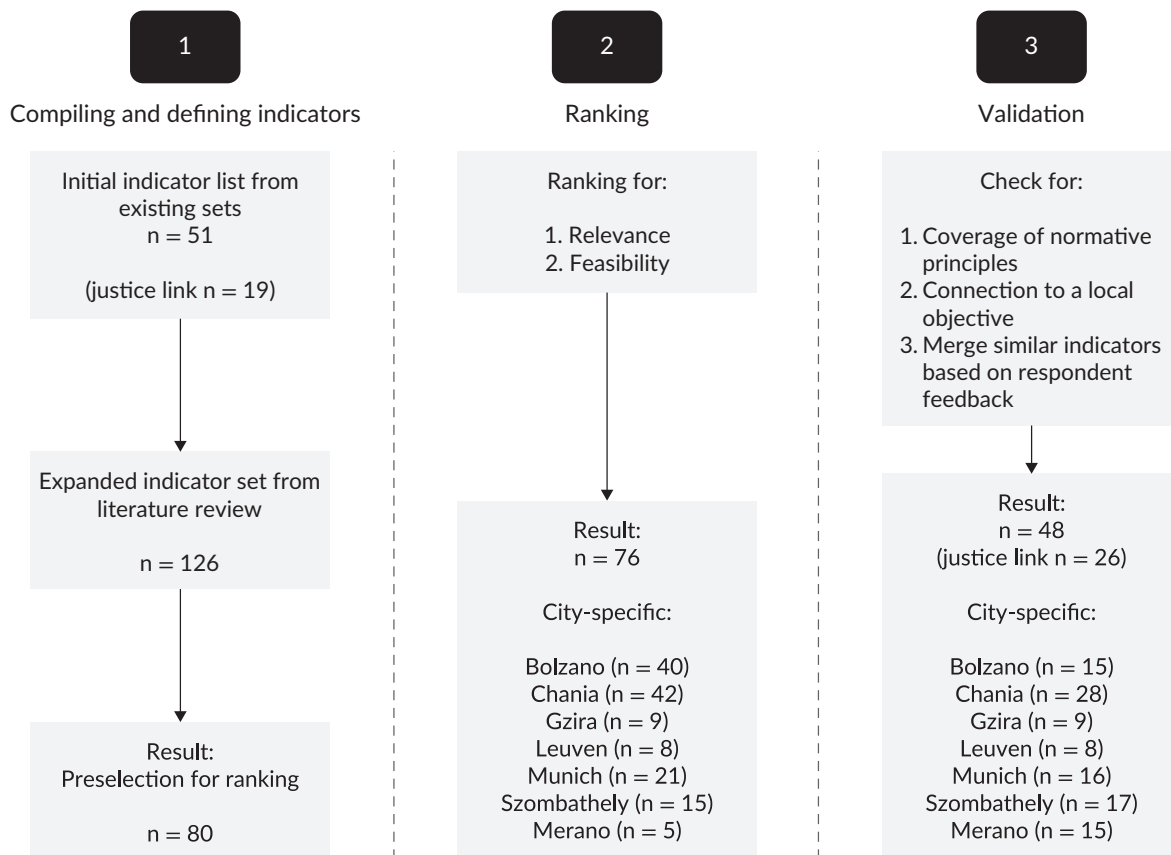 1
Compiling and defining indicators
Initial indicator list from
existing sets
n = 51
(justice link n = 19)
Expanded indicator set from
literature review
n = 126
Result:
Preselection for ranking
n = 80
2
Ranking
Ranking for:
1. Relevance
2. Feasibility
Result:
n = 76
City-specific:
Bolzano (n = 40)
Chania (n = 42)
Gzira (n = 9)
Leuven (n = 8)
Munich (n = 21)
Szombathely (n = 15)
Merano (n = 5)
3
Validation
Check for:
1. Coverage of normative
principles
2. Connection to a local
objective
3. Merge similar indicators
based on respondent
feedback
Result:
n = 48
(justice link n = 26)
City-specific:
Bolzano (n = 15)
Chania (n = 28)
Gzira (n = 9)
Leuven (n = 8)
Munich (n = 16)
Szombathely (n = 17)
Merano (n = 15)